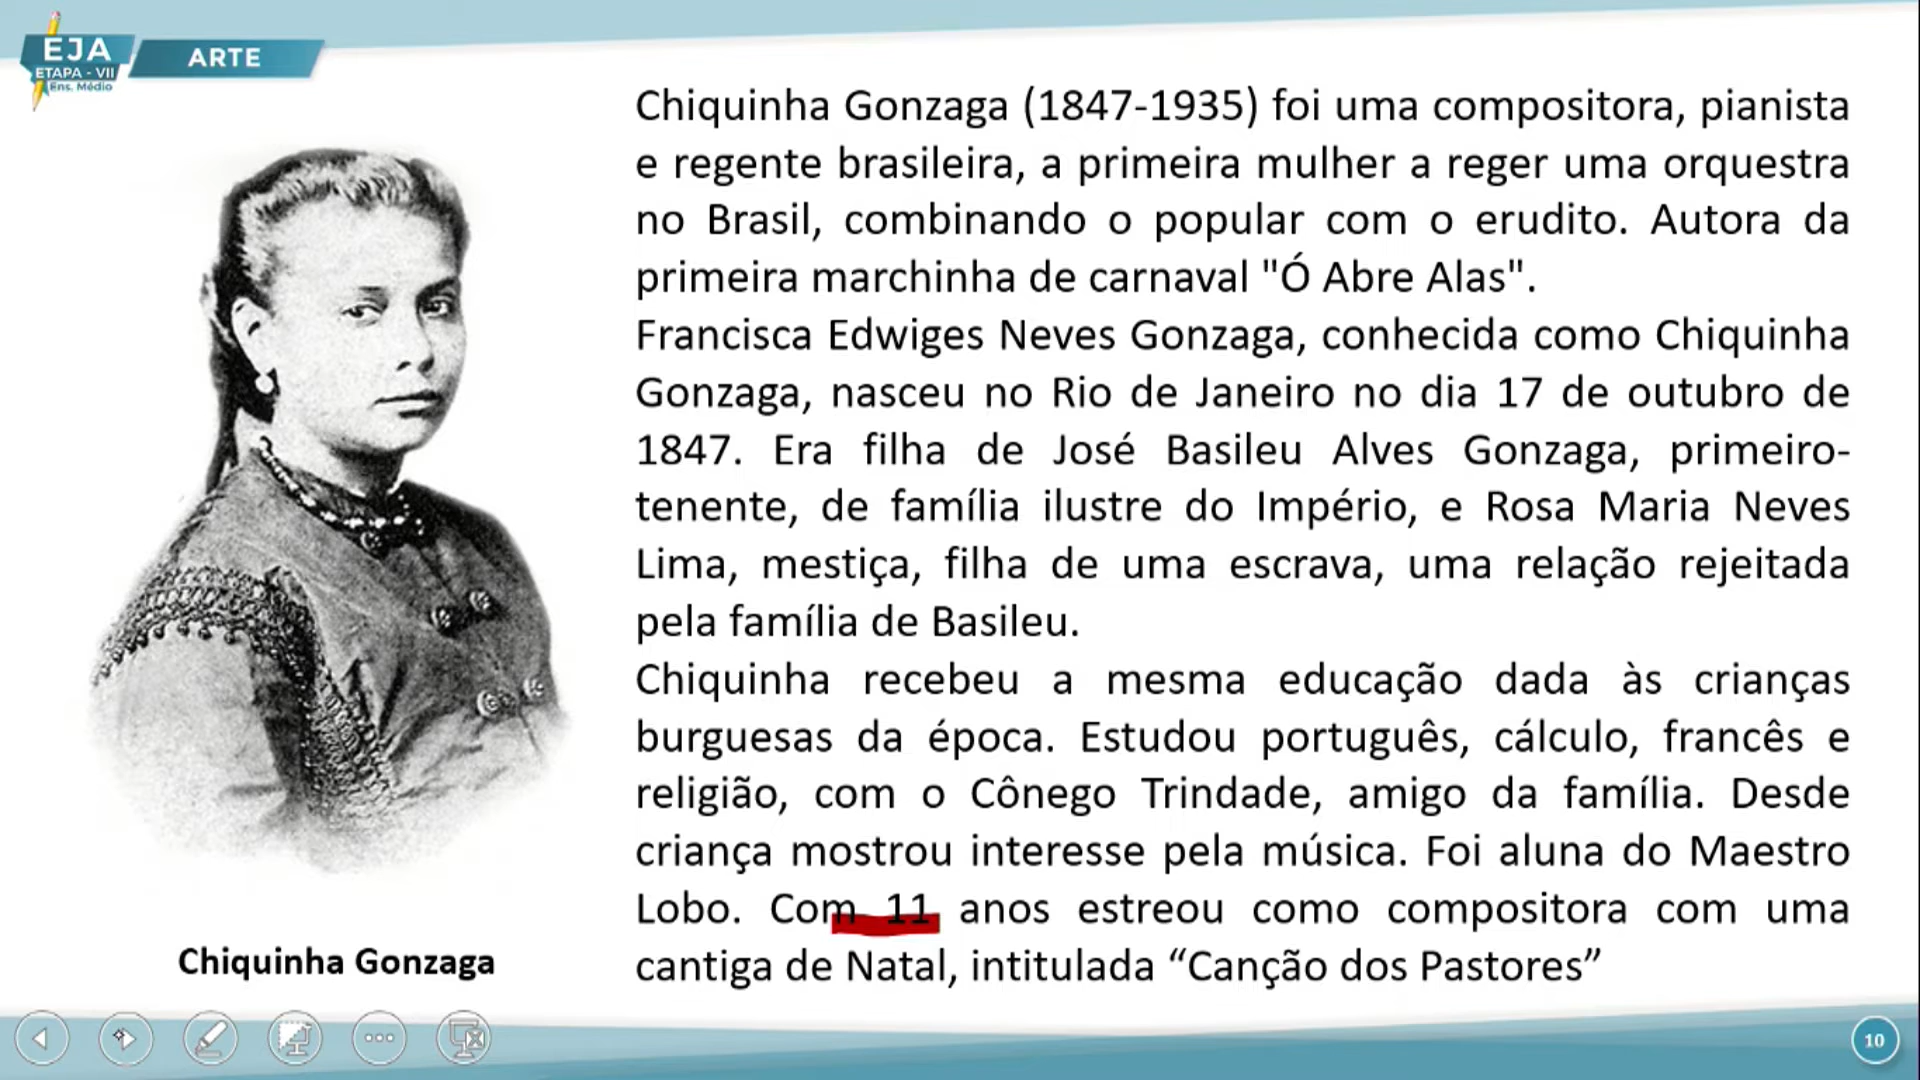 EJA
ETAPA - VII
Ens. Médio
ARTE
Chiquinha Gonzaga (1847-1935) foi uma compositora, pianista
e regente brasileira, a primeira mulher a reger uma orquestra
no Brasil, combinando o popular com o erudito. Autora da
primeira marchinha de carnaval "Ó Abre Alas".
Francisca Edwiges Neves Gonzaga, conhecida como Chiquinha
Gonzaga, nasceu no Rio de Janeiro no dia 17 de outubro de
1847. Era filha de José Basileu Alves Gonzaga, primeiro-
tenente, de família ilustre do Império, e Rosa Maria Neves
Lima, mestiça, filha de uma escrava, uma relação rejeitada
pela família de Basileu.
Chiquinha recebeu a mesma educação dada às crianças
burguesas da época. Estudou português, cálculo, francês e
religião, com o Cônego Trindade, amigo da família. Desde
criança mostrou interesse pela música. Foi aluna do Maestro
Lobo. Com 11 anos estreou como compositora com uma
cantiga de Natal, intitulada “Canção dos Pastores”
Chiquinha Gonzaga
10